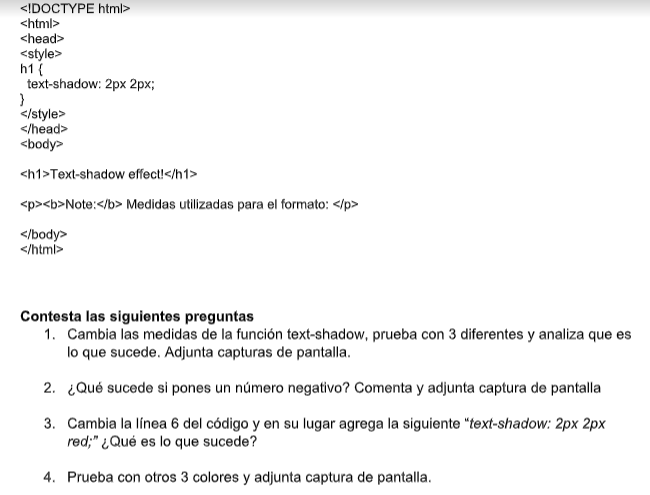 <!DOCTYPE html>
<html>
<head>
<style>
h1 {
text-shadow: 2px 2px;
}
</style>
</head>
<body>
<h1>Text-shadow effect!</h1>
<p><b>Note:</b> Medidas utilizadas para el formato: </p>
</body>
</html>
Contesta las siguientes preguntas
1. Cambia las medidas de la función text-shadow, prueba con 3 diferentes y analiza que es
lo que sucede. Adjunta capturas de pantalla.
2. ¿Qué sucede si pones un número negativo? Comenta y adjunta captura de pantalla
3. Cambia la línea 6 del código y en su lugar agrega la siguiente “text-shadow: 2px 2px
red;” ¿Qué es lo que sucede?
4. Prueba con otros 3 colores y adjunta captura de pantalla.